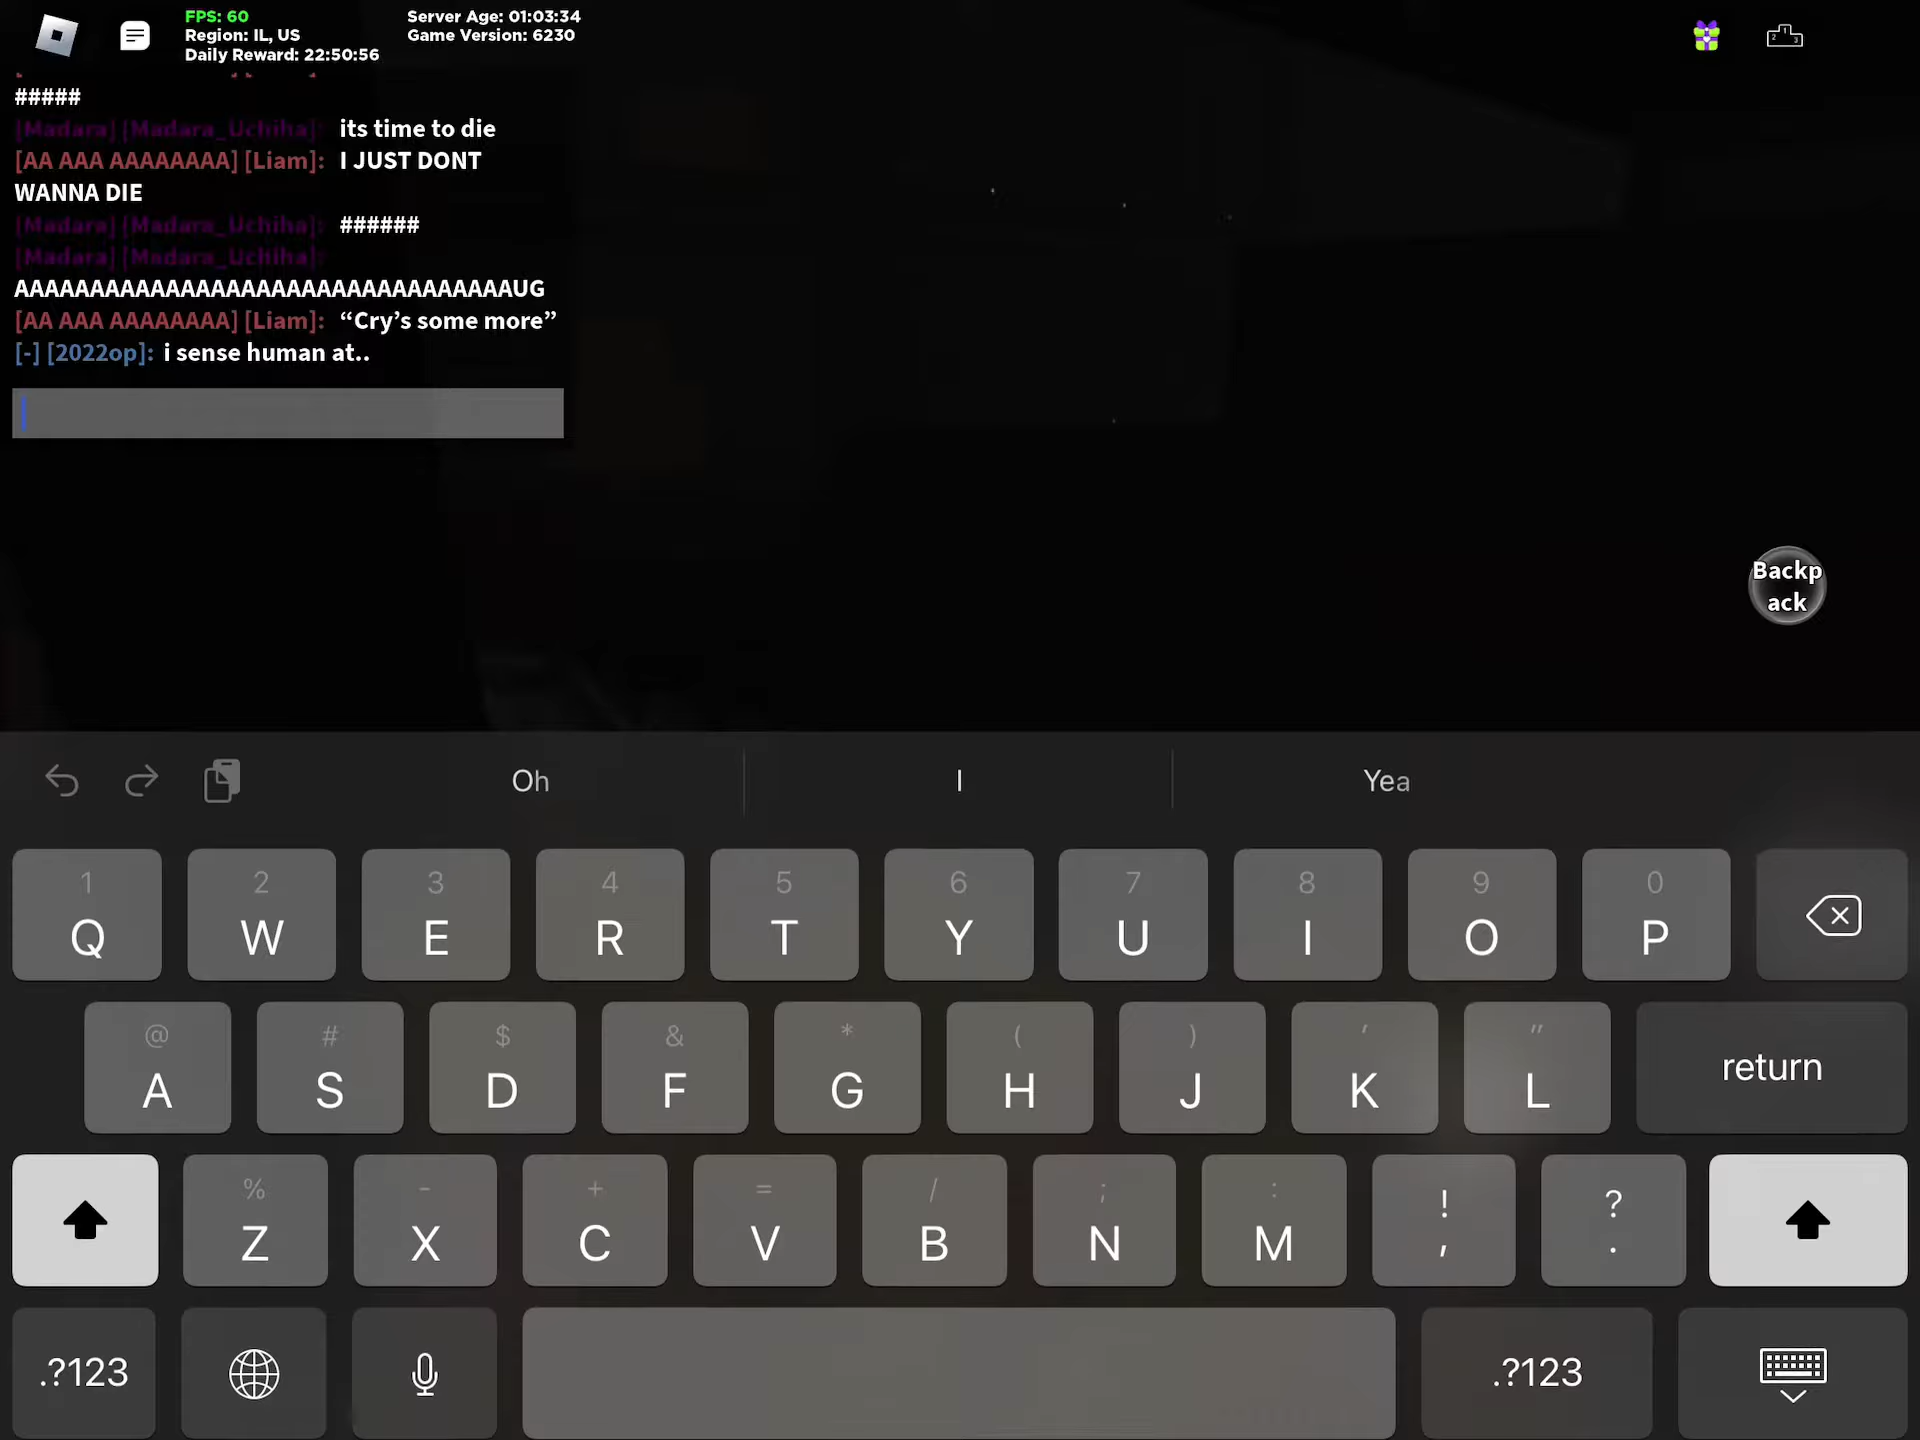 FPS: 60
Region: IL, US
Daily Reward: 22:50:56
Server Age: 01:03:34
Game Version: 6230
#####
[Madara] [Madara_Uchiha]: its time to die
[AA AAA AAAAAAAA] [Liam]: I JUST DONT
WANNA DIE
[Madara] [Madara_Uchiha]: ######
[Madara] [Madara_Uchiha]:
AAAAAAAAAAAAAAAAAAAAAAAAAAAAAAAAAUG
[AA AAA AAAAAAAA] [Liam]: “Cry’s some more”
[-] [2022op]: i sense human at..
Backp
ack
Oh I Yea
1 2 3 4 5 6 7 8 9 0
Q W E R T Y U I O P
@ # $ & * ( ) ' "
A S D F G H J K L return
% - + = / ; : ! ?
Z X C V B N M , .
.?123 .?123